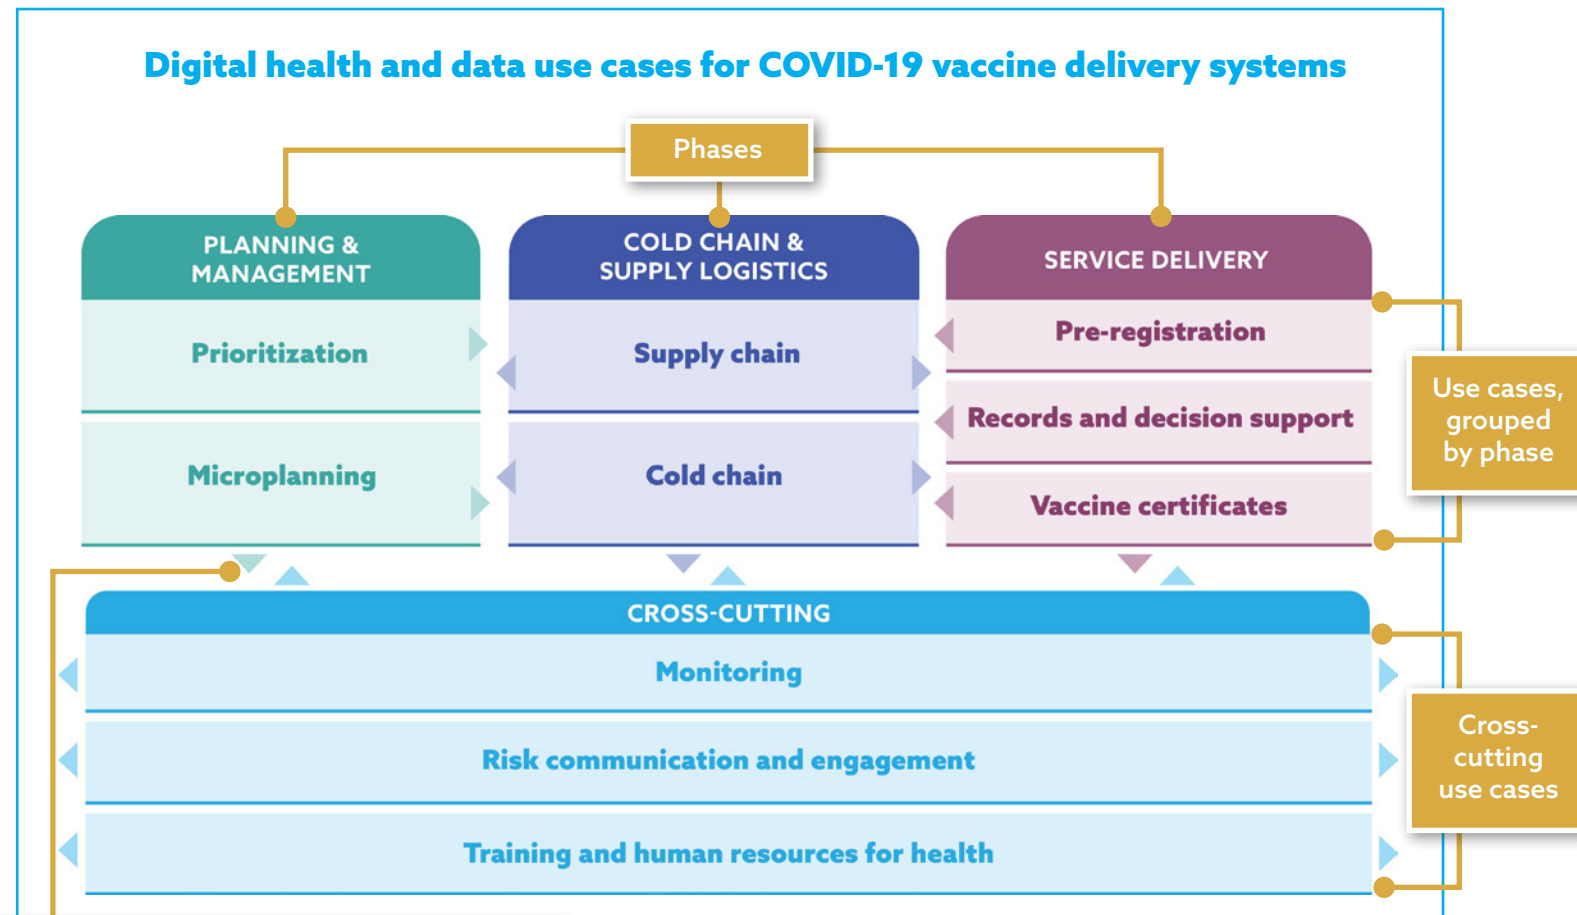 Digital health and data use cases for COVID-19 vaccine delivery systems
Phases
PLANNING &
MANAGEMENT
Prioritization
Microplanning
COLD CHAIN &
SUPPLY LOGISTICS
Supply chain
Cold chain
SERVICE DELIVERY
Pre-registration
Records and decision support
Vaccine certificates
Use cases,
grouped
by phase
CROSS-CUTTING
Monitoring
Risk communication and engagement
Training and human resources for health
Cross-
cutting
use cases